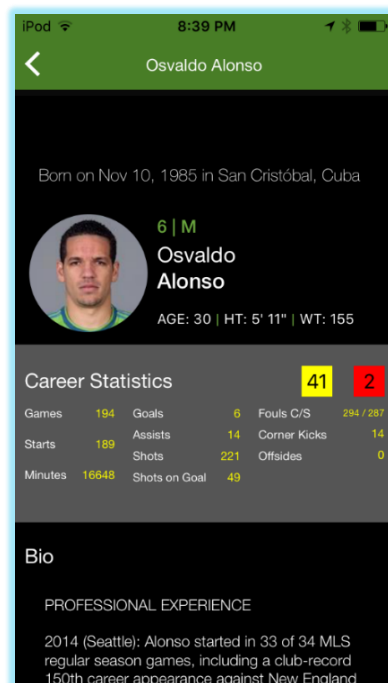 iPod 8:39 PM
Osvaldo Alonso
Born on Nov 10, 1985 in San Cristóbal, Cuba
6 | M
Osvaldo
Alonso
AGE: 30 | HT: 5' 11" | WT: 155
Career Statistics 41 2
Games 194 Goals 6 Fouls C/S 294 / 287
Assists 14 Corner Kicks 14
Starts 189
Shots 221 Offsides 0
Minutes 16648 Shots on Goal 49
Bio
PROFESSIONAL EXPERIENCE
2014 (Seattle): Alonso started in 33 of 34 MLS
regular season games, including a club-record
150th career appearance against New England